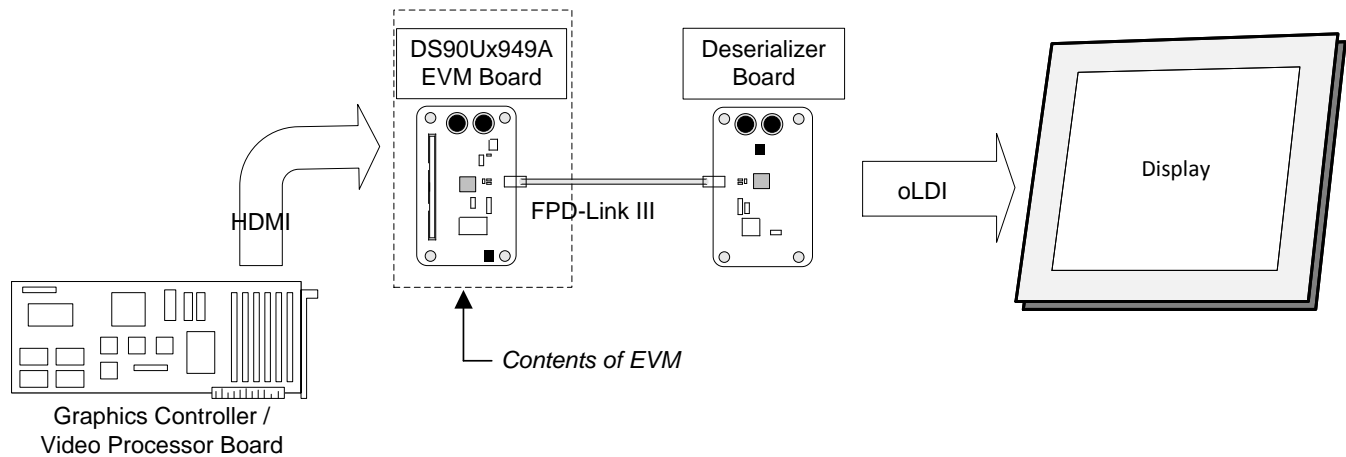 DS90Ux949A
EVM Board
Deserializer
Board
HDMI
FPD-Link III
oLDI
Display
Contents of EVM
Graphics Controller /
Video Processor Board